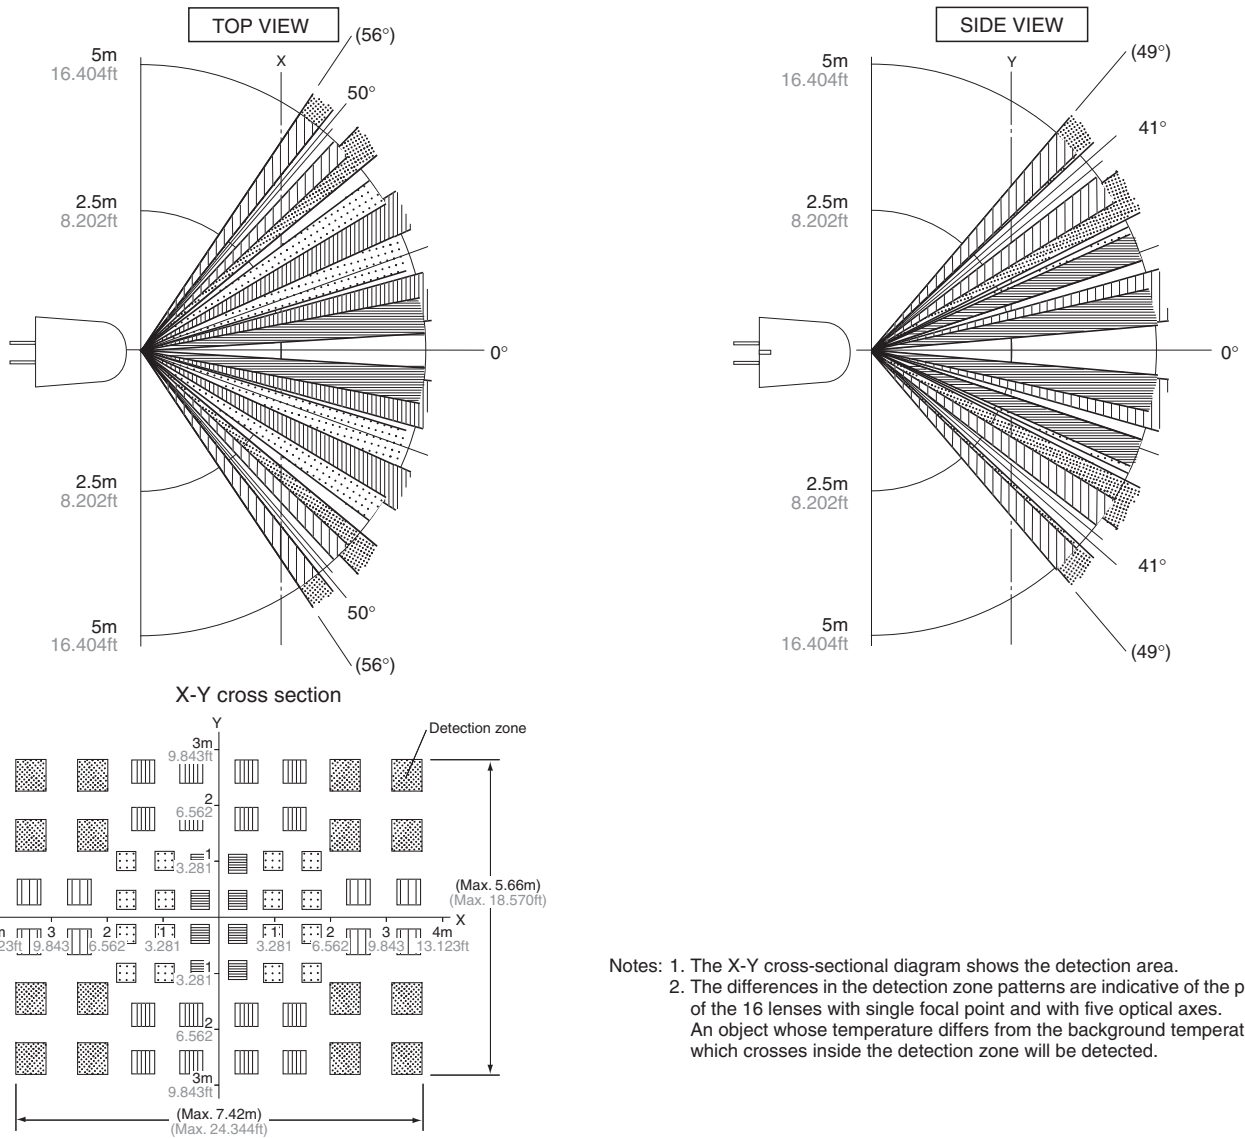 TOP VIEW
(56°)
X
5m
16.404ft
50°
2.5m
8.202ft
0°
2.5m
8.202ft
50°
5m
16.404ft
(56°)
SIDE VIEW
(49°)
Y
5m
16.404ft
41°
2.5m
8.202ft
0°
2.5m
8.202ft
41°
5m
16.404ft
(49°)
X-Y cross section
Y
Detection zone
3m
9.843ft
2
6.562
1
3.281
(Max. 5.66m)
(Max. 18.570ft)
X
m 3 2 1 1 2 3 4m
23ft 9.843 6.562 3.281 3.281 6.562 9.843 13.123ft
1
3.281
2
6.562
3m
9.843ft
(Max. 7.42m)
(Max. 24.344ft)
Notes: 1. The X-Y cross-sectional diagram shows the detection area.
2. The differences in the detection zone patterns are indicative of the p
of the 16 lenses with single focal point and with five optical axes.
An object whose temperature differs from the background temperat
which crosses inside the detection zone will be detected.